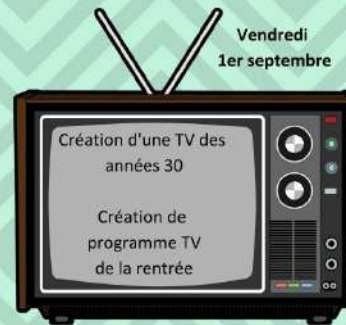 Vendredi
1er septembre
Création d'une TV des
années 30
Création de
programme TV
de la rentrée